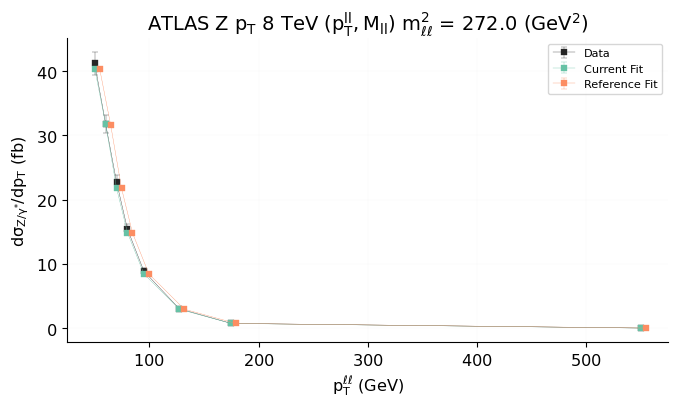 ATLAS Z p_T 8 TeV (p_T^ll, M_ll) m_ℓℓ^2 = 272.0 (GeV^2)
Data
Current Fit
Reference Fit
40
30
20
10
0
dσ_Z/γ*/dp_T (fb)
100
200
300
400
500
p_T^ℓℓ (GeV)